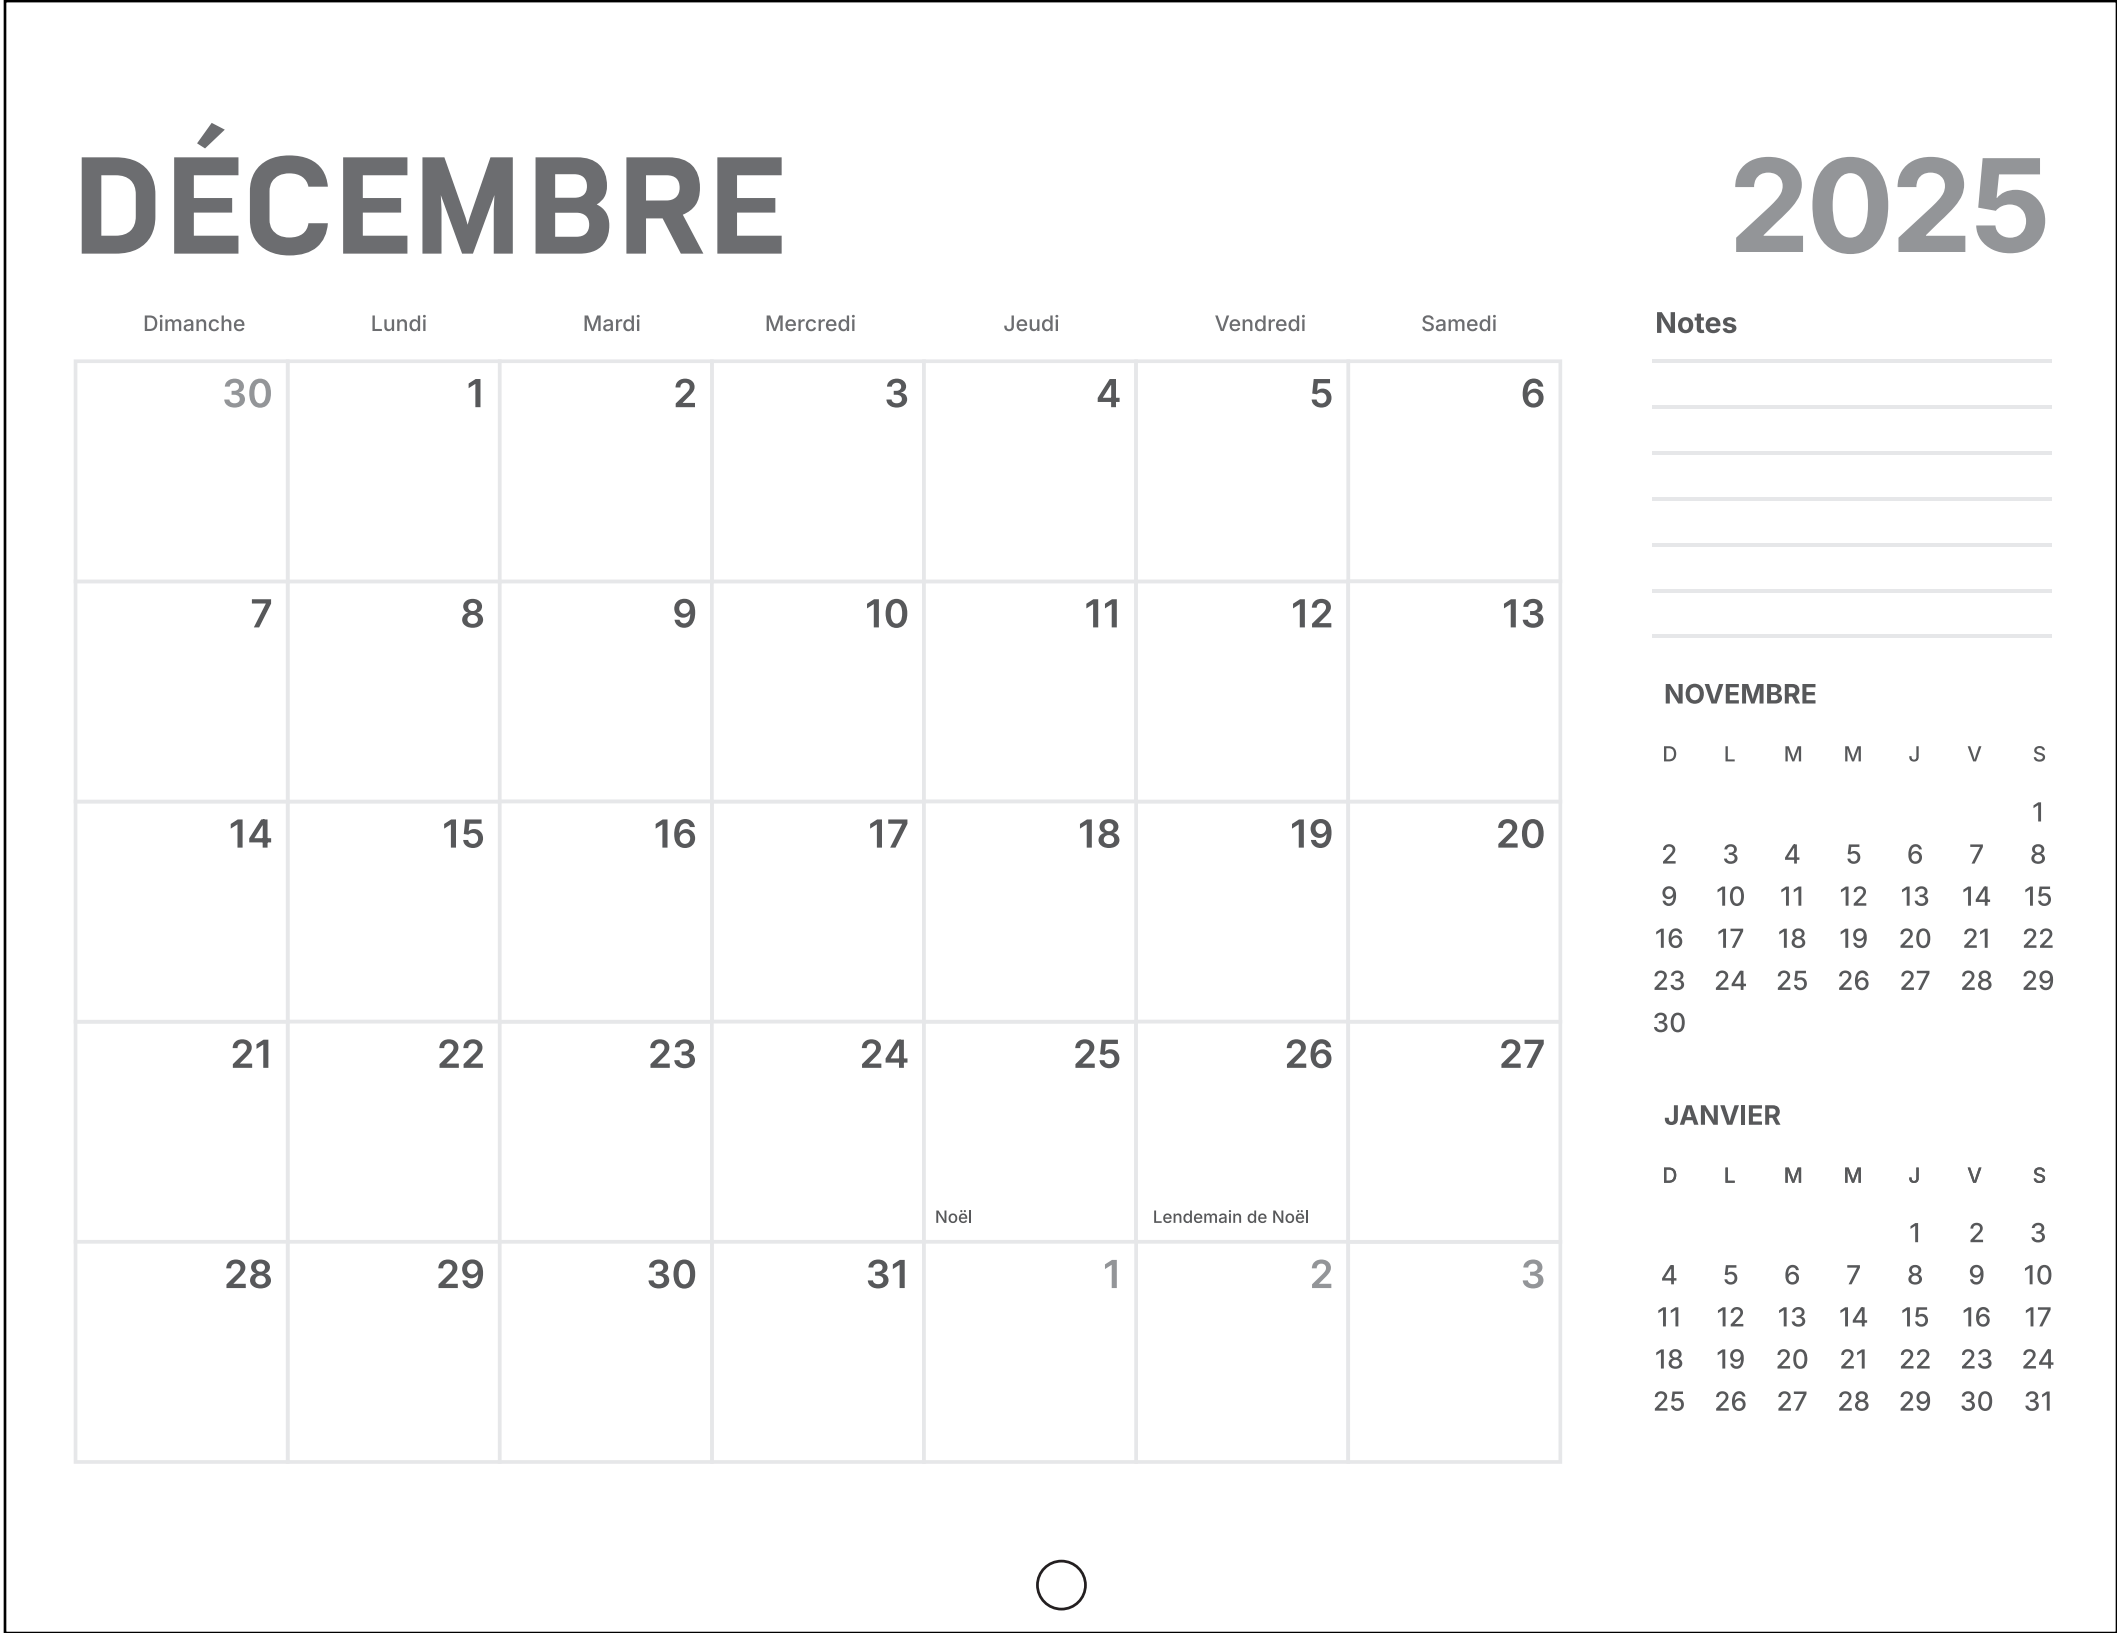 DÉCEMBRE 2025
Dimanche Lundi Mardi Mercredi Jeudi Vendredi Samedi
30 1 2 3 4 5 6
7 8 9 10 11 12 13
14 15 16 17 18 19 20
21 22 23 24 25 26 27
Noël Lendemain de Noël
28 29 30 31 1 2 3
Notes
NOVEMBRE
D L M M J V S
1
2 3 4 5 6 7 8
9 10 11 12 13 14 15
16 17 18 19 20 21 22
23 24 25 26 27 28 29
30
JANVIER
D L M M J V S
1 2 3
4 5 6 7 8 9 10
11 12 13 14 15 16 17
18 19 20 21 22 23 24
25 26 27 28 29 30 31